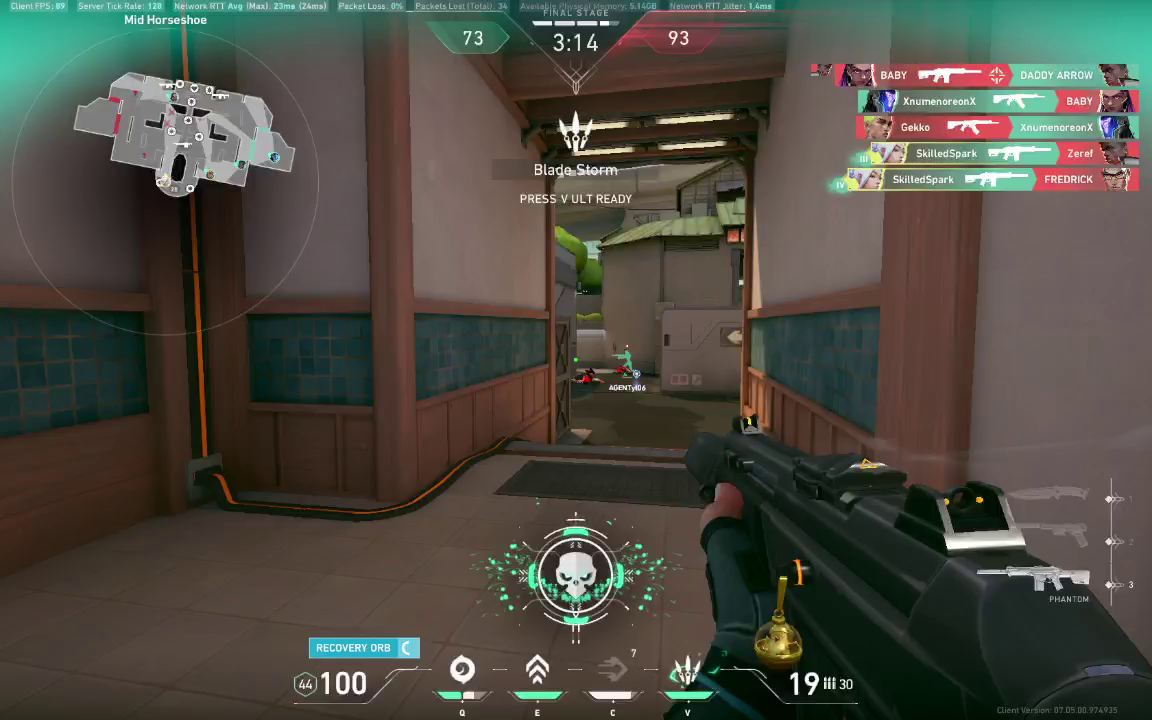 Client FPS: 89 Server Tick Rate: 128 Network RTT Avg (Max): 23ms (24ms) Packet Loss: 0% Packets Lost (Total): 34 Available Physical Memory: 5.14GB Network RTT Jitter: 1.4ms
Mid Horseshoe
FINAL STAGE
73 3:14 93
BABY DADDY ARROW
XnumenoreonX BABY
Gekko XnumenoreonX
III SkilledSpark Zeref
IV SkilledSpark FREDRICK
Blade Storm
PRESS V ULT READY
AGENTyt06
1
2
3
PHANTOM
RECOVERY ORB
7
44 100
19 30
Q E C V
Client Version: 07.05.00.974935